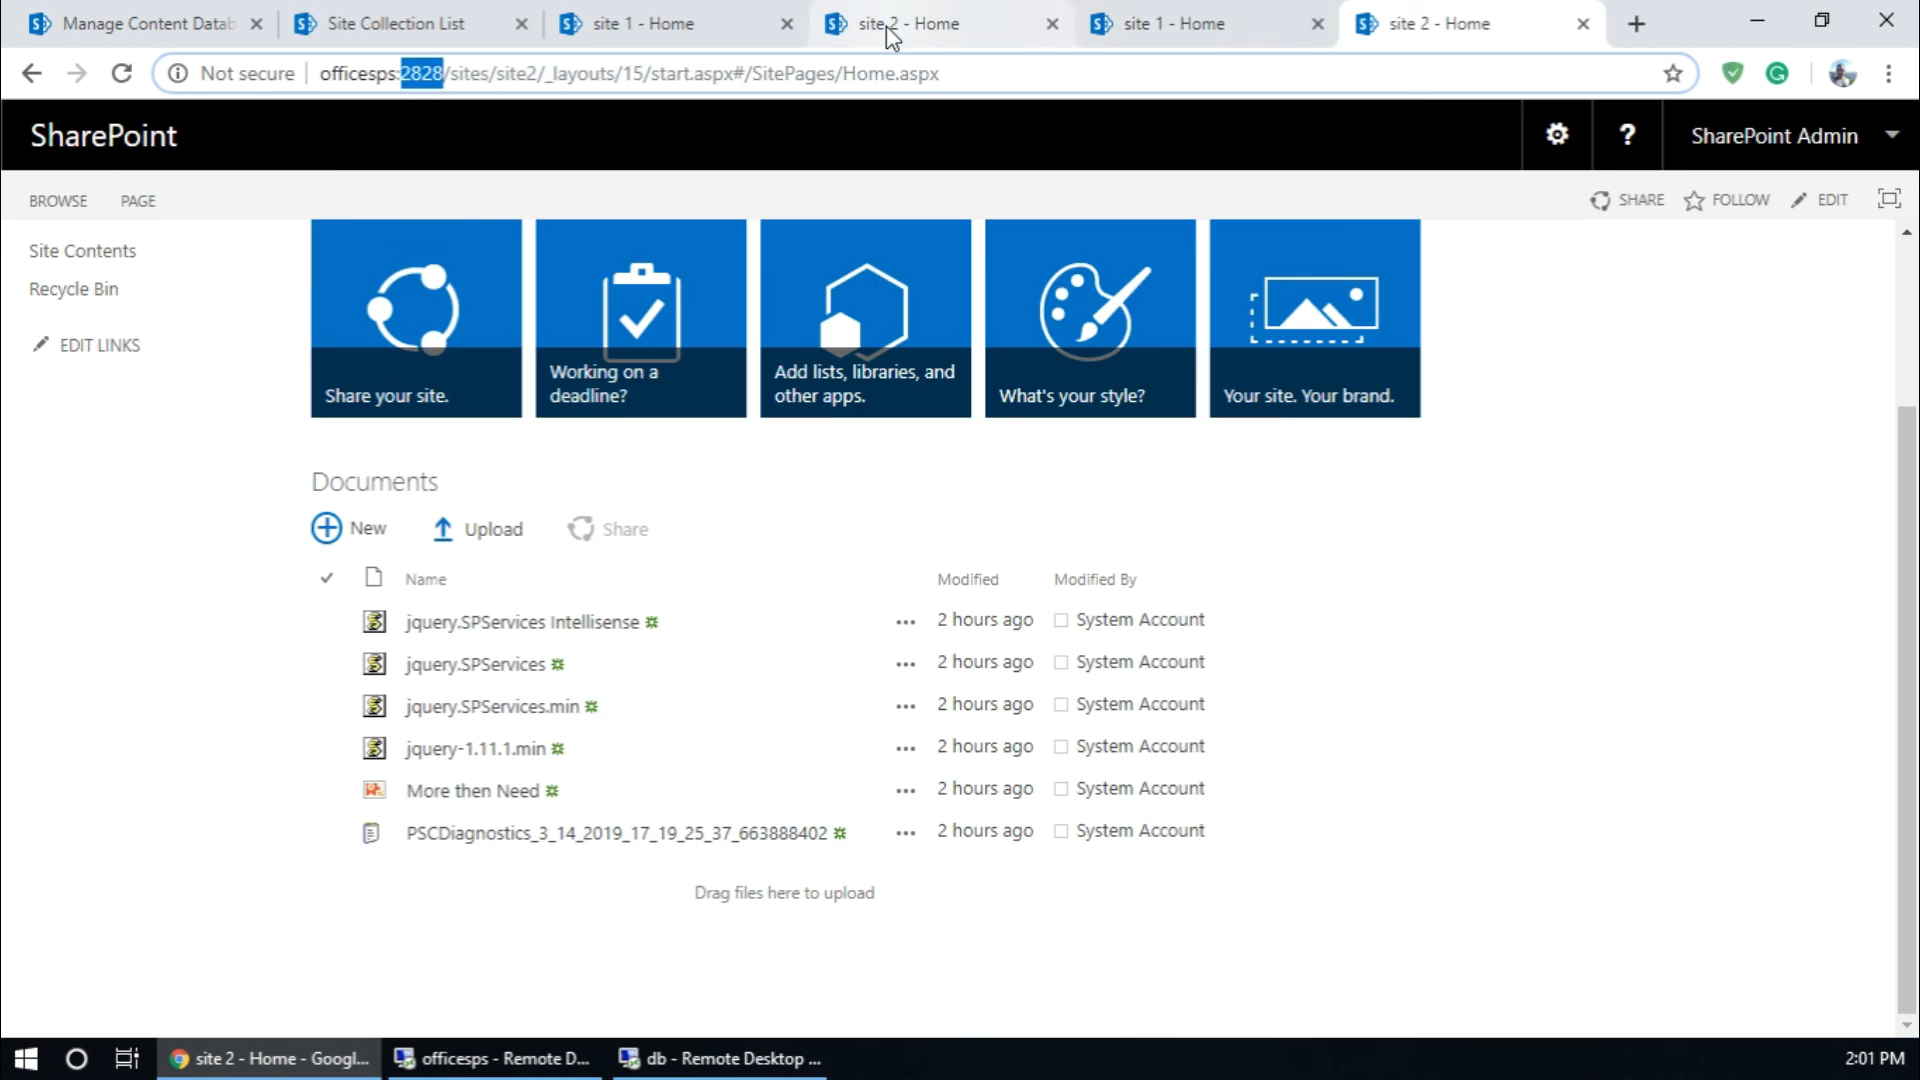 Manage Content Datab
Site Collection List
site 1 - Home
site 2 - Home
site 1 - Home
site 2 - Home
Not secure
officesps:2828/sites/site2/_layouts/15/start.aspx#/SitePages/Home.aspx
SharePoint
?
SharePoint Admin
BROWSE
PAGE
SHARE
FOLLOW
EDIT
Site Contents
Recycle Bin
EDIT LINKS
Share your site.
Working on a
deadline?
Add lists, libraries, and
other apps.
What's your style?
Your site. Your brand.
Documents
New
Upload
Share
Name
Modified
Modified By
jquery.SPServices Intellisense
... 2 hours ago
System Account
jquery.SPServices
... 2 hours ago
System Account
jquery.SPServices.min
... 2 hours ago
System Account
jquery-1.11.1.min
... 2 hours ago
System Account
More then Need
... 2 hours ago
System Account
PSCDiagnostics_3_14_2019_17_19_25_37_663888402
... 2 hours ago
System Account
Drag files here to upload
site 2 - Home - Googl...
officesps - Remote D...
db - Remote Desktop ...
2:01 PM